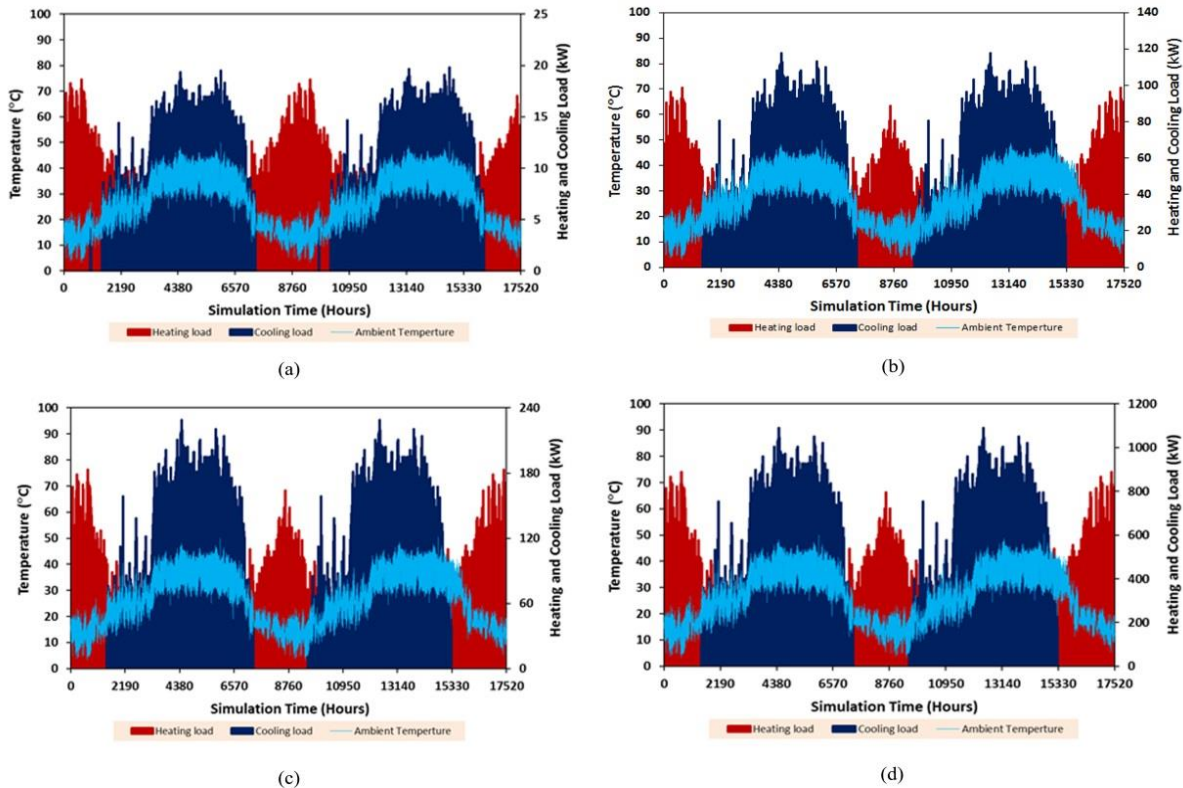 100
90
80
70
60
50
40
30
20
10
0
Temperature (°C)
25
20
15
10
5
0
Heating and Cooling Load (kW)
0 2190 4380 6570 8760 10950 13140 15330 17520
Simulation Time (Hours)
Heating load Cooling load Ambient Temperture
(a)
100
90
80
70
60
50
40
30
20
10
0
Temperature (°C)
140
120
100
80
60
40
20
0
Heating and Cooling Load (kW)
0 2190 4380 6570 8760 10950 13140 15330 17520
Simulation Time (Hours)
Heating load Cooling load Ambient Temperture
(b)
100
90
80
70
60
50
40
30
20
10
0
Temperature (°C)
240
180
120
60
0
Heating and Cooling Load (kW)
0 2190 4380 6570 8760 10950 13140 15330 17520
Simulation Time (Hours)
Heating load Cooling load Ambient Temperture
(c)
100
90
80
70
60
50
40
30
20
10
0
Temperature (°C)
1200
1000
800
600
400
200
0
Heating and Cooling Load (kW)
0 2190 4380 6570 8760 10950 13140 15330 17520
Simulation Time (Hours)
Heating load Cooling load Ambient Temperture
(d)